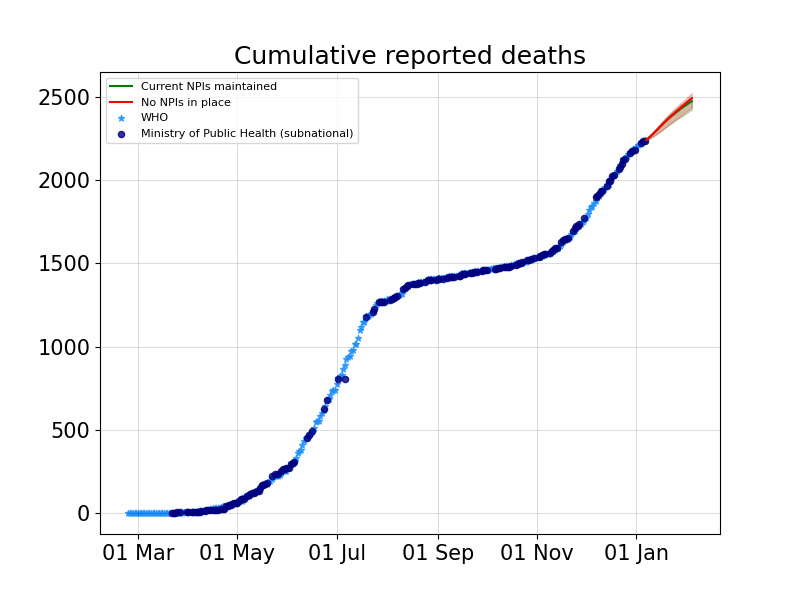 Cumulative reported deaths
Current NPIs maintained
No NPIs in place
WHO
Ministry of Public Health (subnational)
2500
2000
1500
1000
500
0
01 Mar 01 May 01 Jul 01 Sep 01 Nov 01 Jan